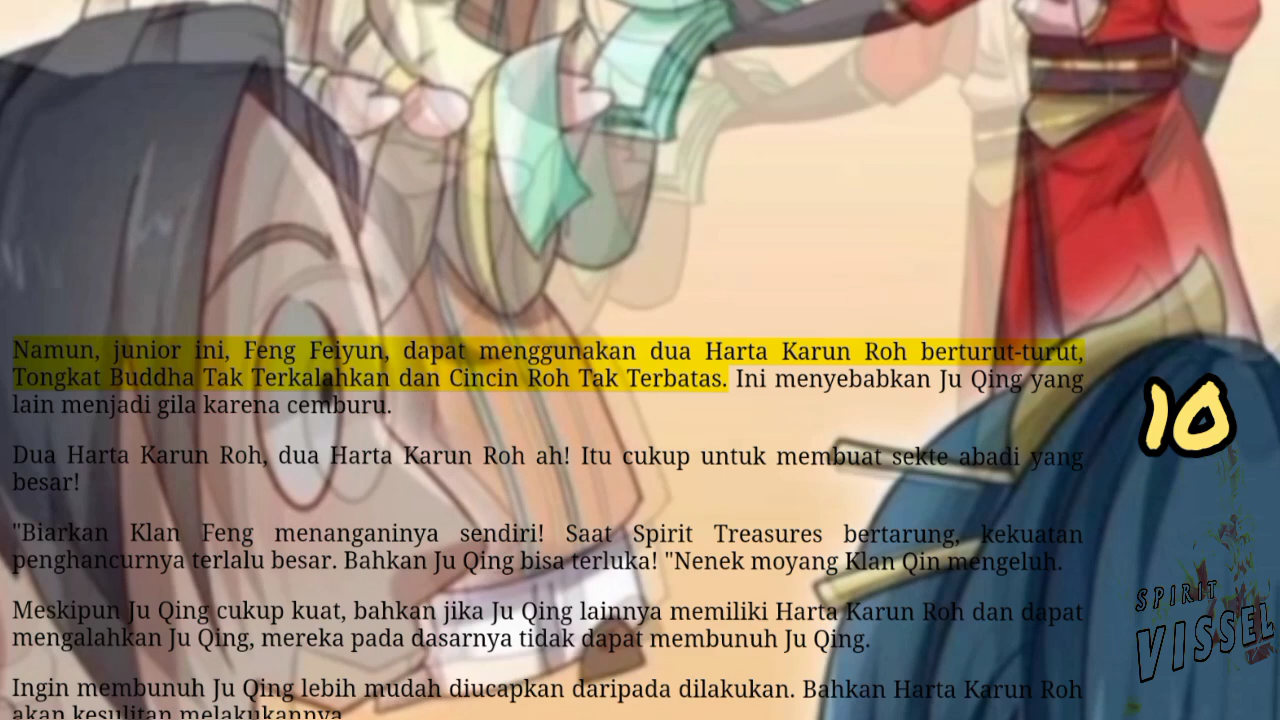 Namun, junior ini, Feng Feiyun, dapat menggunakan dua Harta Karun Roh berturut-turut,
Tongkat Buddha Tak Terkalahkan dan Cincin Roh Tak Terbatas. Ini menyebabkan Ju Qing yang
lain menjadi gila karena cemburu.
Dua Harta Karun Roh, dua Harta Karun Roh ah! Itu cukup untuk membuat sekte abadi yang
besar!
"Biarkan Klan Feng menanganinya sendiri! Saat Spirit Treasures bertarung, kekuatan
penghancurnya terlalu besar. Bahkan Ju Qing bisa terluka! "Nenek moyang Klan Qin mengeluh.
Meskipun Ju Qing cukup kuat, bahkan jika Ju Qing lainnya memiliki Harta Karun Roh dan dapat
mengalahkan Ju Qing, mereka pada dasarnya tidak dapat membunuh Ju Qing.
Ingin membunuh Ju Qing lebih mudah diucapkan daripada dilakukan. Bahkan Harta Karun Roh
akan kesulitan melakukannya.
10
SPIRIT
VISSEL